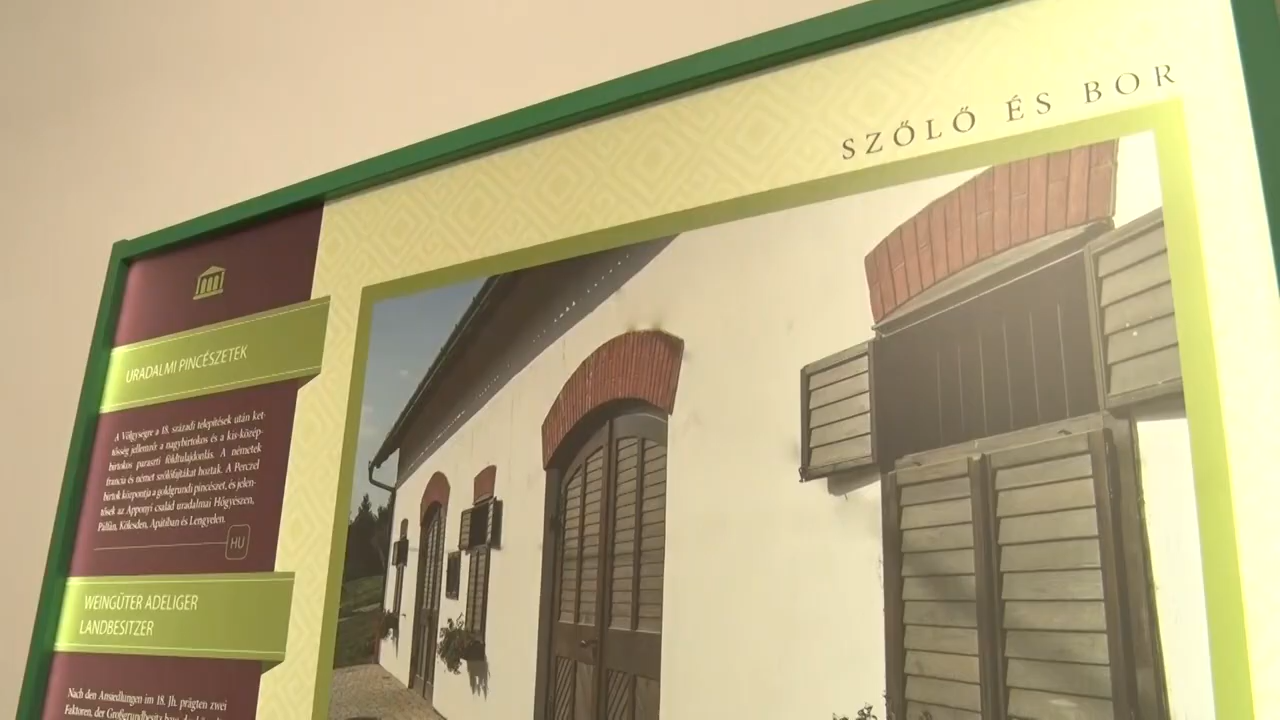 SZŐLŐ ÉS BOR
URADALMI PINCÉSZETEK
A Völgységre a 18. századi telepítések után ket-
tősség jellemző: a nagybirtokos és a kis-közép-
birtokos paraszti földtulajdonlás. A németek
francia és német szőlőfajtákat hoztak. A Perczel
birtok központja a goldgrundi pincészet, és jelen-
tősek az Apponyi család uradalmai Hőgyészen,
Pálfán, Kölesden, Apátiban és Lengyelen.
HU
WEINGÜTER ADELIGER
LANDBESITZER
Nach den Ansiedlungen im 18. Jh. prägten zwei
Faktoren, der Großgrundbesitz